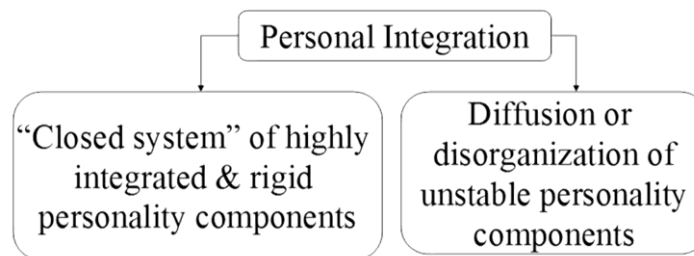 Personal Integration
“Closed system” of highly
integrated & rigid
personality components
Diffusion or
disorganization of
unstable personality
components